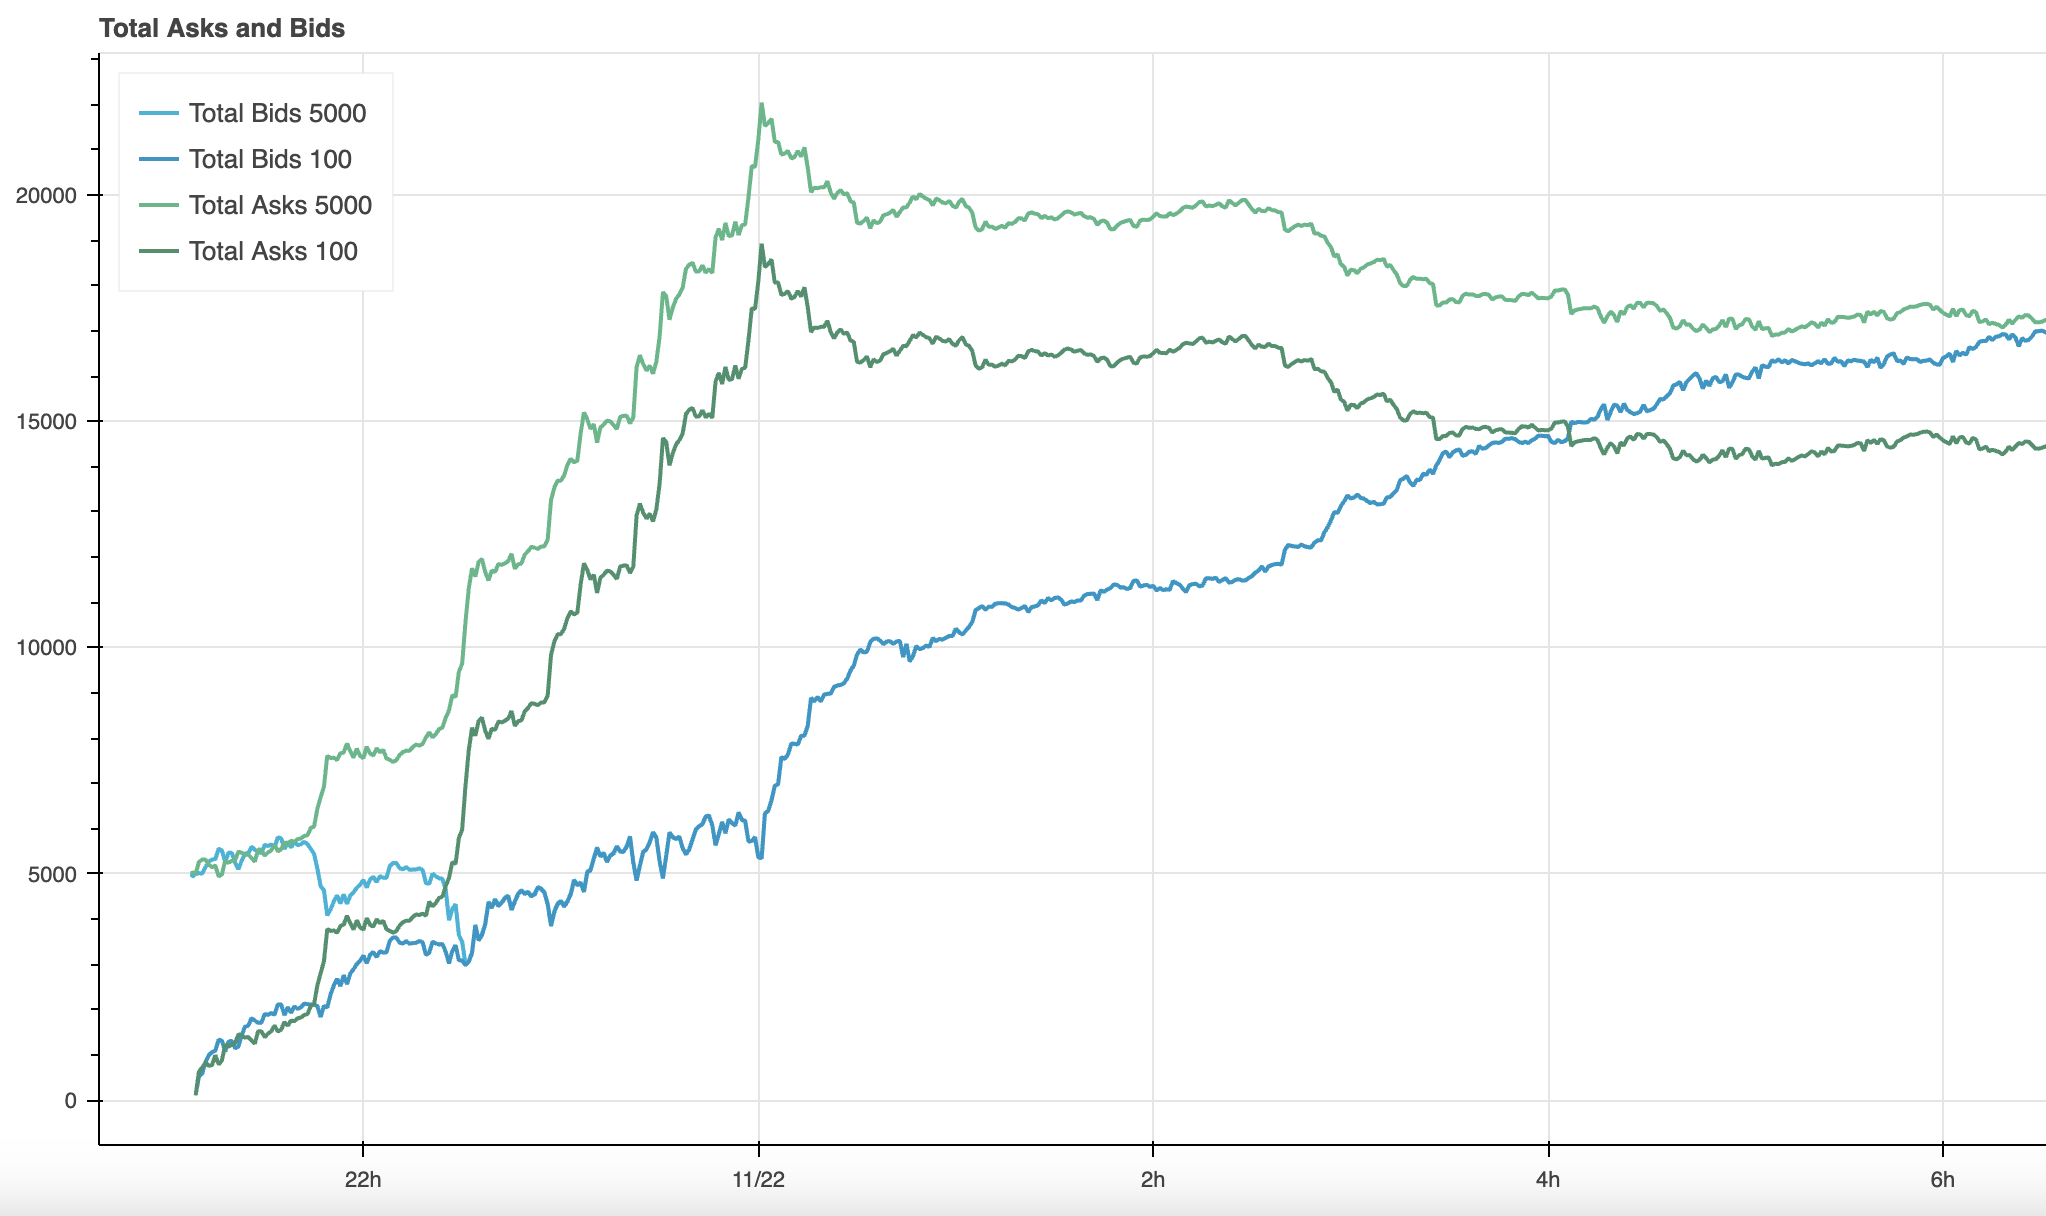 Total Asks and Bids
Total Bids 5000
Total Bids 100
Total Asks 5000
Total Asks 100
20000
15000
10000
5000
0
22h 11/22 2h 4h 6h